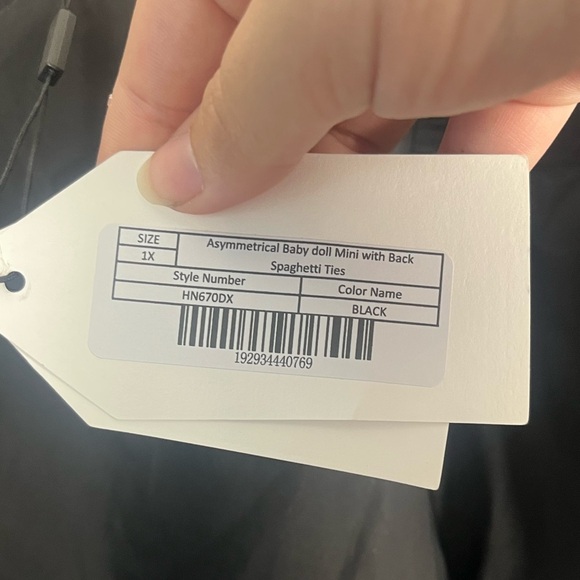 SIZE
Asymmetrical Baby doll Mini with Back
1X
Spaghetti Ties
Style Number
Color Name
HN670DX
BLACK
192934440769